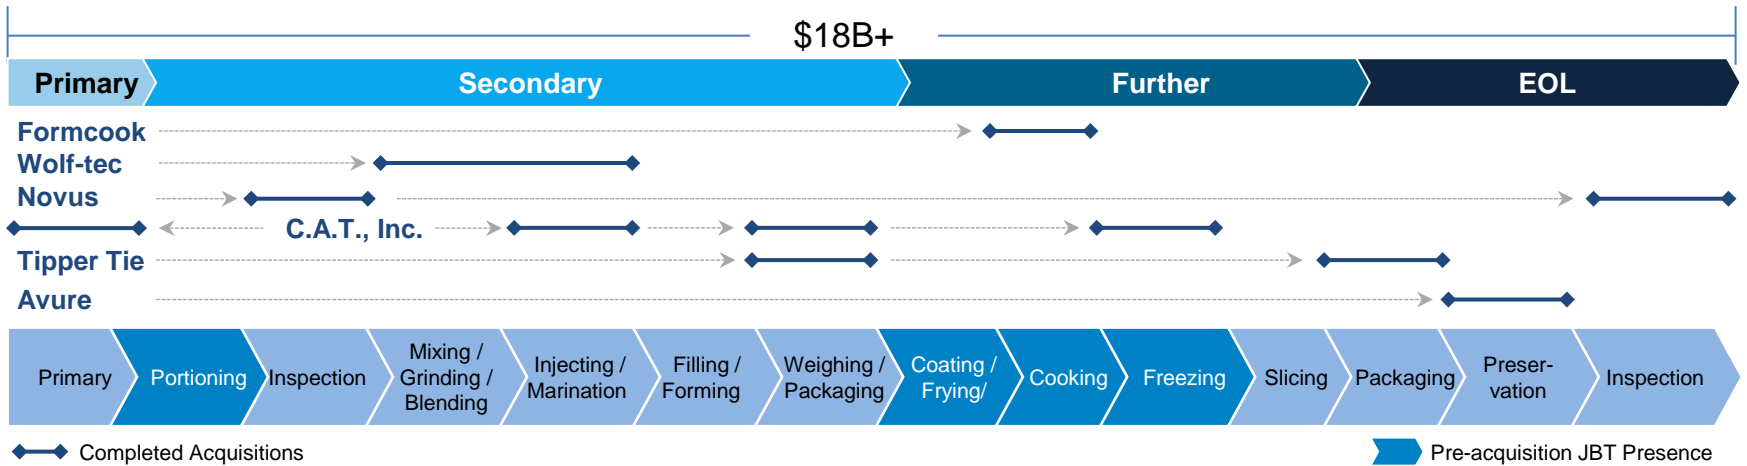 $18B+
Primary
Secondary
Further
EOL
Formcook
Wolf-tec
Novus
C.A.T., Inc.
Tipper Tie
Avure
Primary
Portioning
Inspection
Mixing /
Grinding /
Blending
Injecting /
Marination
Filling /
Forming
Weighing /
Packaging
Coating /
Frying/
Cooking
Freezing
Slicing
Packaging
Preser-
vation
Inspection
Completed Acquisitions
Pre-acquisition JBT Presence